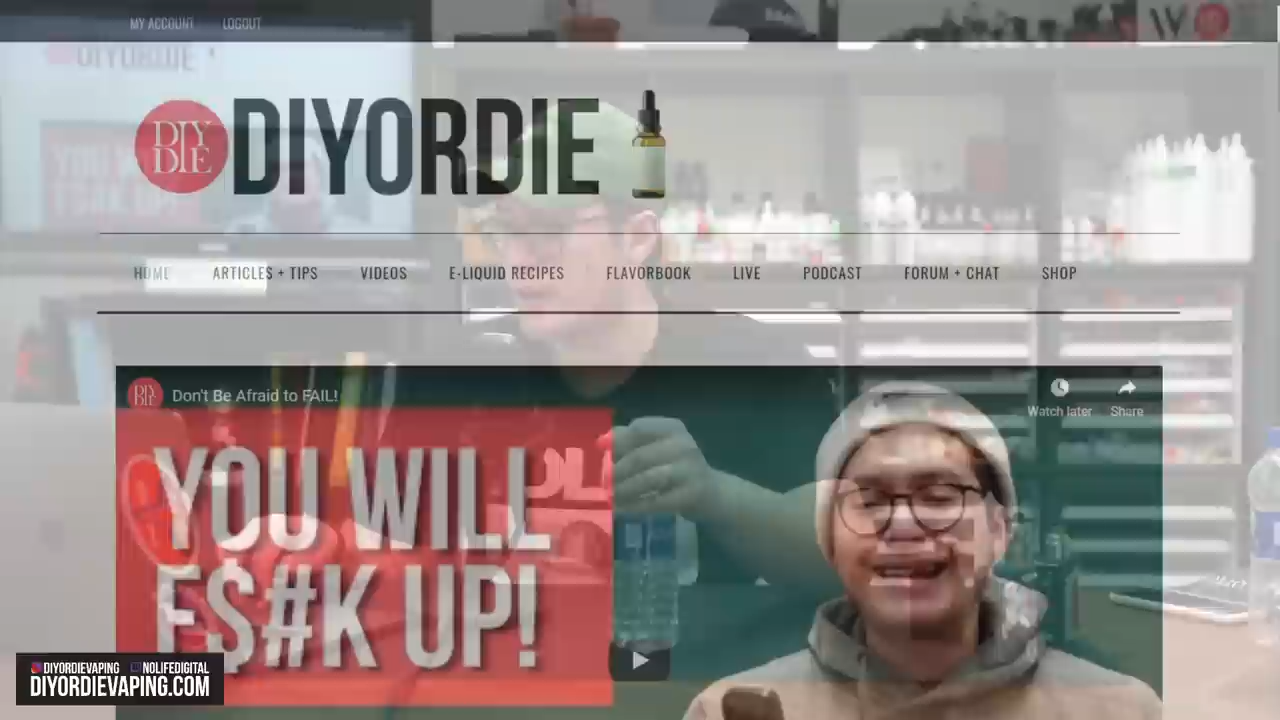 MY ACCOUNT LOGOUT
DIYORDIE
DIY
DIE
DIYORDIE
HOME ARTICLES + TIPS VIDEOS E-LIQUID RECIPES FLAVORBOOK LIVE PODCAST FORUM + CHAT SHOP
DIY
DIE
Don't Be Afraid to FAIL!
Watch later Share
YOU WILL
F$#K UP!
DIYORDIEVAPING NOLIFEDIGITAL
DIYORDIEVAPING.COM